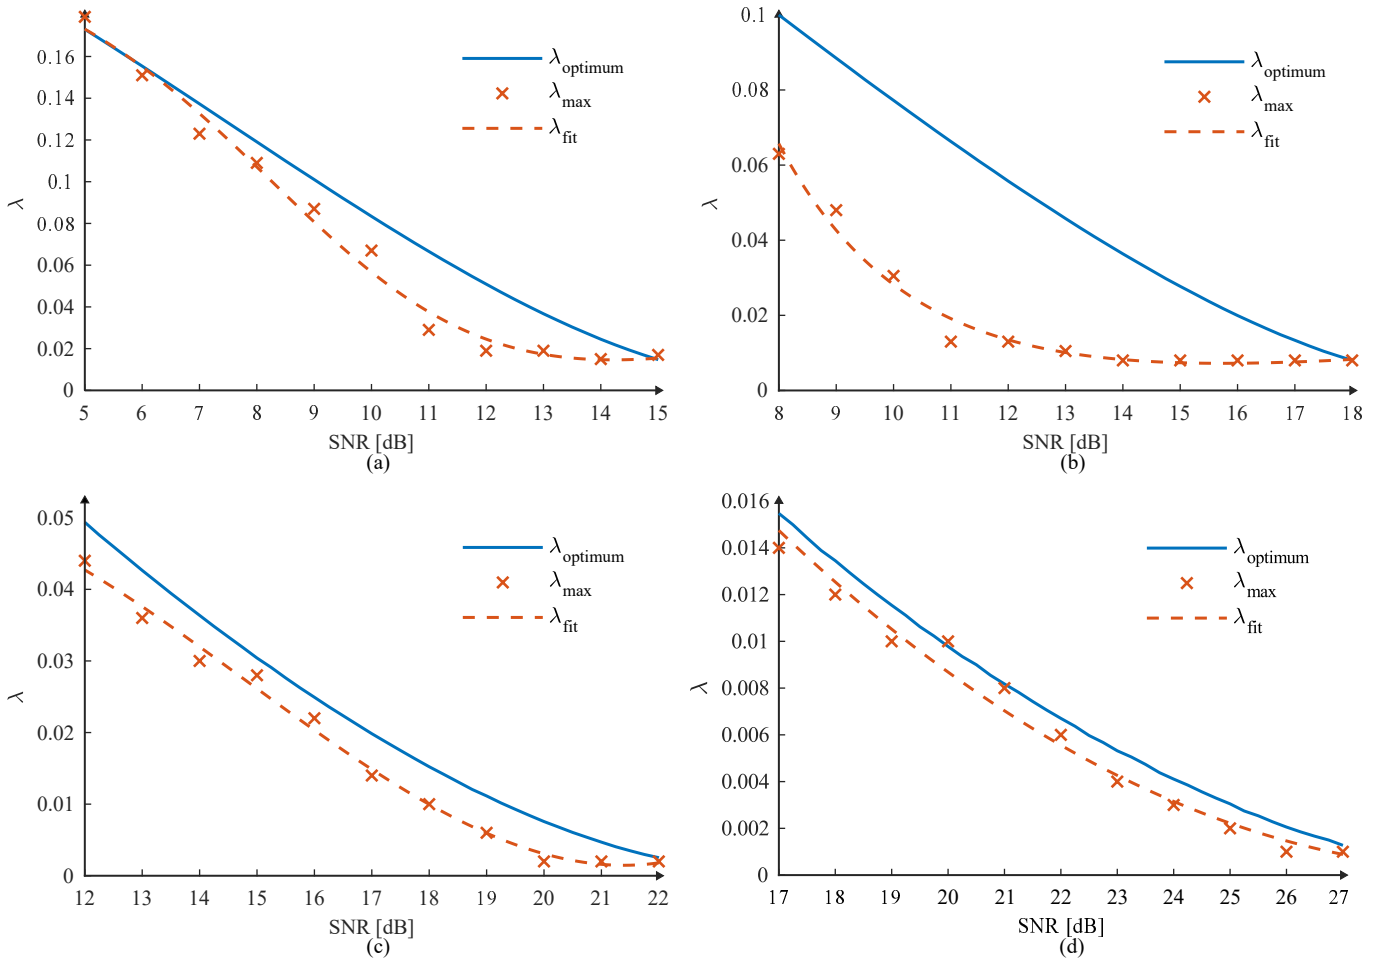 0.16
0.14
0.12
0.1
0.08
0.06
0.04
0.02
0
λ
5 6 7 8 9 10 11 12 13 14 15
SNR [dB]
(a)
λoptimum
λmax
λfit
0.1
0.08
0.06
0.04
0.02
0
λ
8 9 10 11 12 13 14 15 16 17 18
SNR [dB]
(b)
λoptimum
λmax
λfit
0.05
0.04
0.03
0.02
0.01
0
λ
12 13 14 15 16 17 18 19 20 21 22
SNR [dB]
(c)
λoptimum
λmax
λfit
0.016
0.014
0.012
0.01
0.008
0.006
0.004
0.002
0
λ
17 18 19 20 21 22 23 24 25 26 27
SNR [dB]
(d)
λoptimum
λmax
λfit